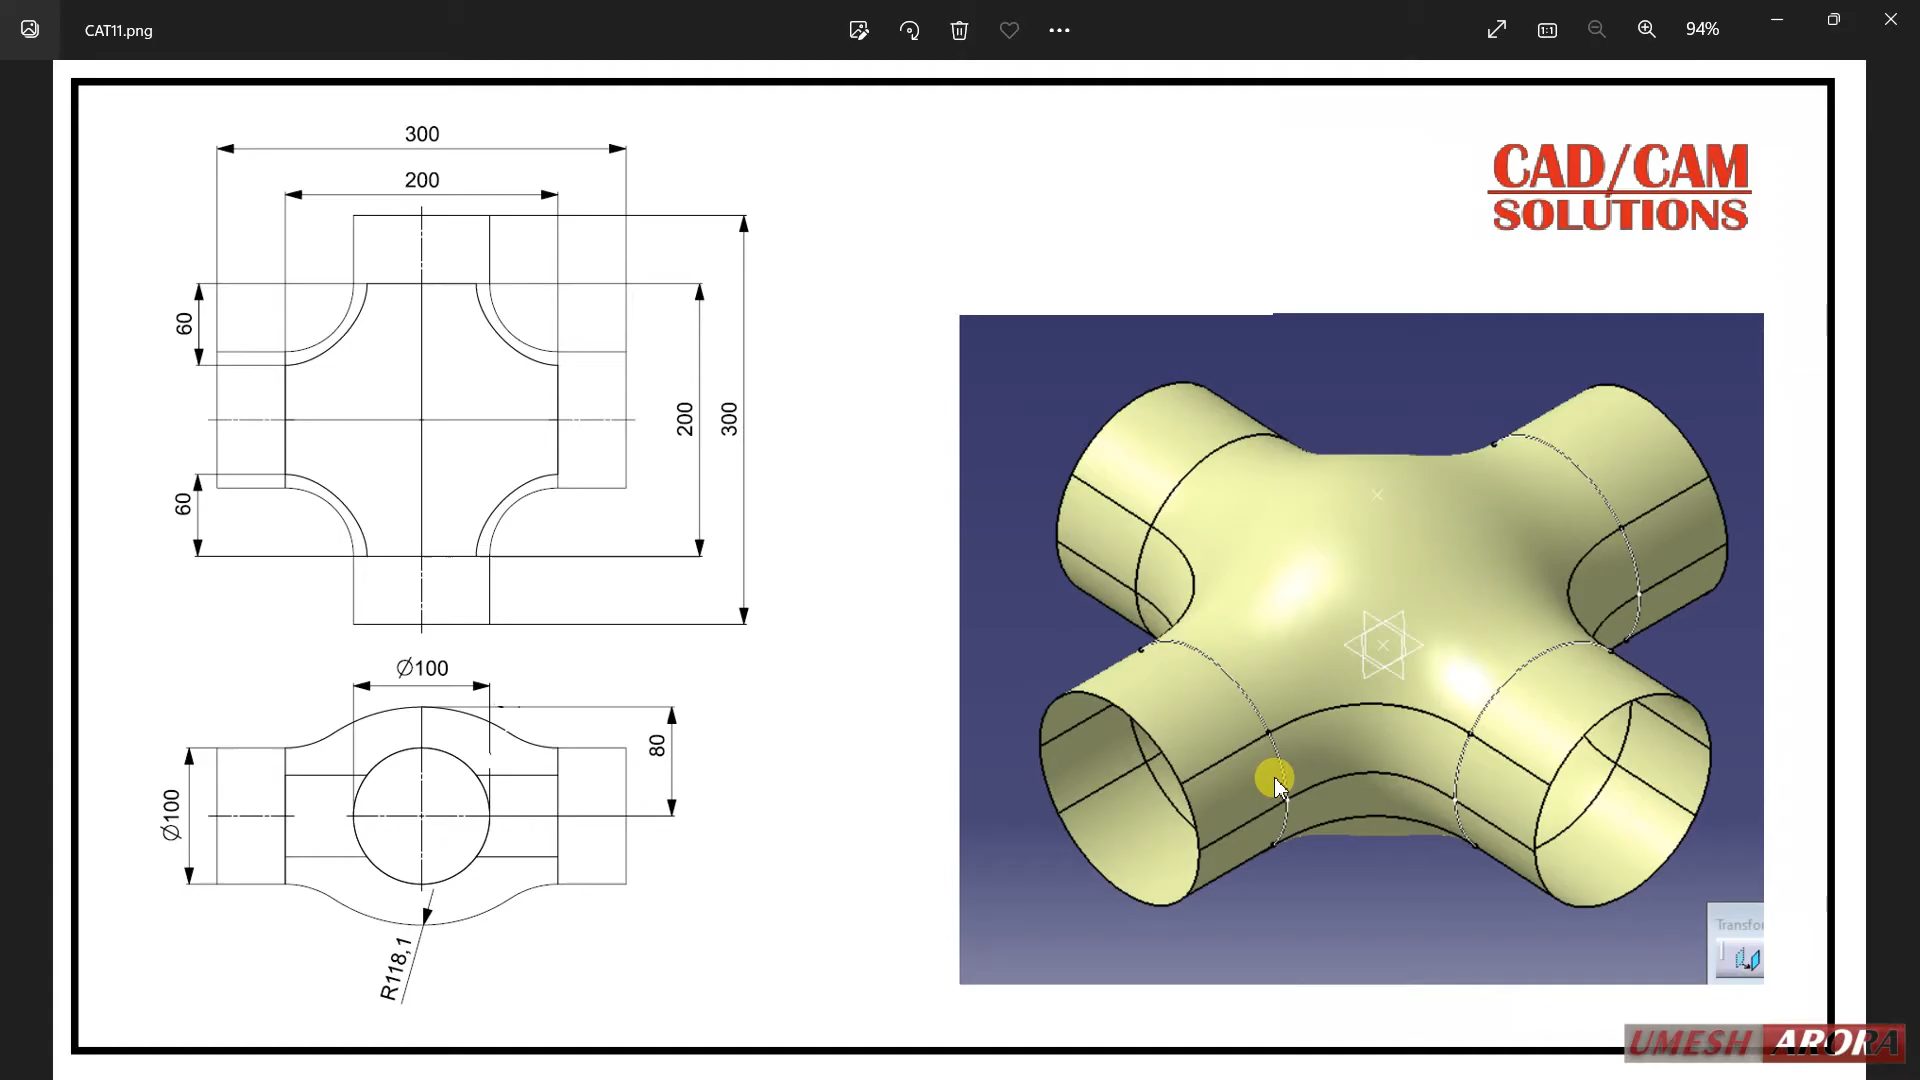 CAT11.png
94%
300
200
60
200
300
60
CAD/CAM
SOLUTIONS
Ø100
80
Ø100
R118,1
UMESH ARORA